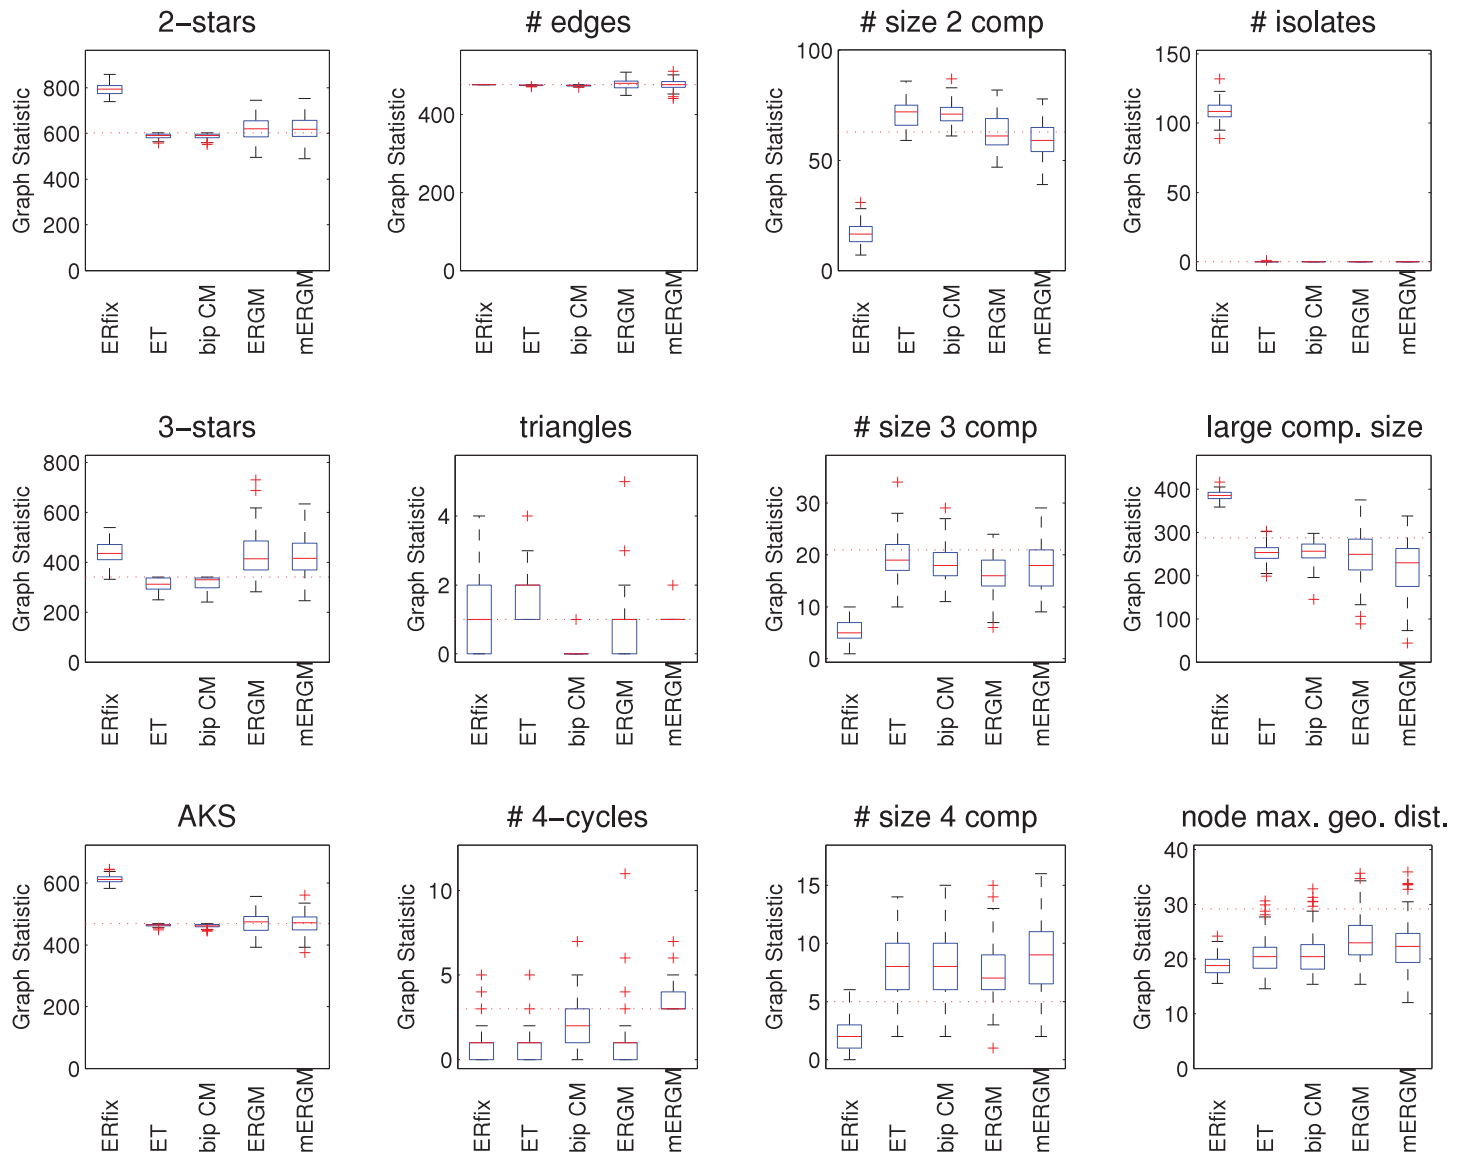 2−stars
# edges
# size 2 comp
# isolates
Graph Statistic
800
600
400
200
0
ERfix
ET
bip CM
ERGM
mERGM
Graph Statistic
400
200
0
ERfix
ET
bip CM
ERGM
mERGM
Graph Statistic
100
50
0
ERfix
ET
bip CM
ERGM
mERGM
Graph Statistic
150
100
50
0
ERfix
ET
bip CM
ERGM
mERGM
3−stars
triangles
# size 3 comp
large comp. size
Graph Statistic
800
600
400
200
0
ERfix
ET
bip CM
ERGM
mERGM
Graph Statistic
4
2
0
ERfix
ET
bip CM
ERGM
mERGM
Graph Statistic
30
20
10
0
ERfix
ET
bip CM
ERGM
mERGM
Graph Statistic
400
300
200
100
0
ERfix
ET
bip CM
ERGM
mERGM
AKS
# 4−cycles
# size 4 comp
node max. geo. dist.
Graph Statistic
600
400
200
0
ERfix
ET
bip CM
ERGM
mERGM
Graph Statistic
10
5
0
ERfix
ET
bip CM
ERGM
mERGM
Graph Statistic
15
10
5
0
ERfix
ET
bip CM
ERGM
mERGM
Graph Statistic
40
30
20
10
0
ERfix
ET
bip CM
ERGM
mERGM